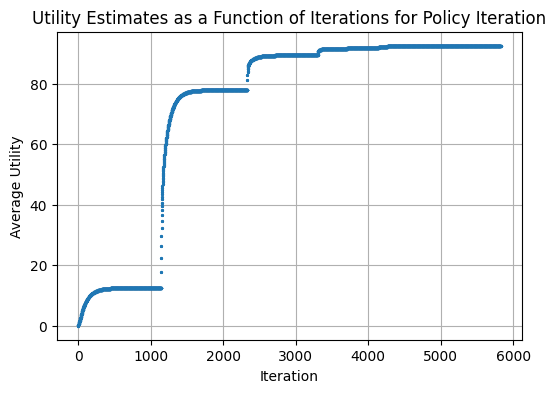 Utility Estimates as a Function of Iterations for Policy Iteration
80
60
40
20
0
Average Utility
0 1000 2000 3000 4000 5000 6000
Iteration